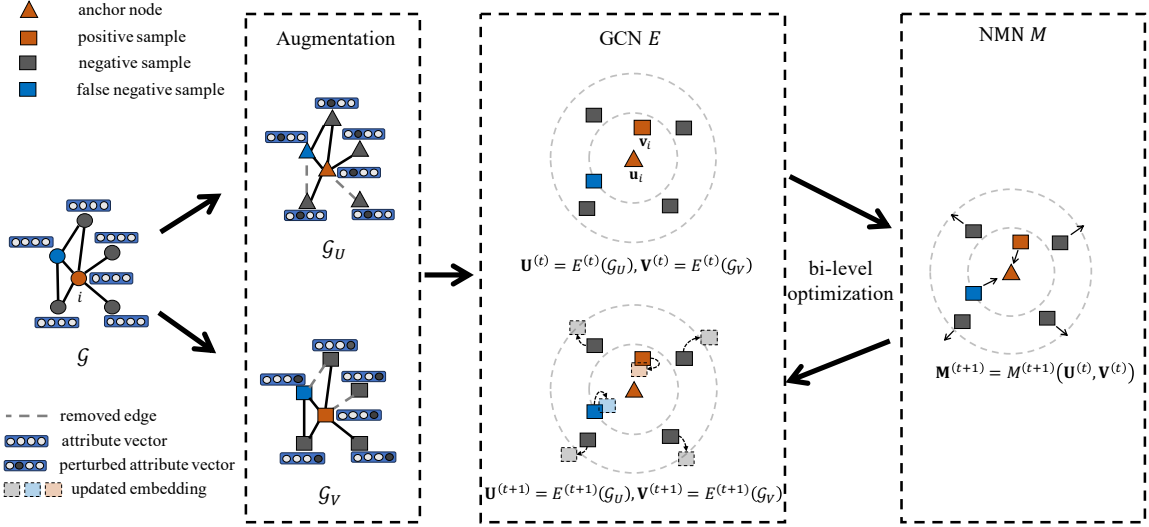 anchor node
positive sample
negative sample
false negative sample
i
𝒢
removed edge
attribute vector
perturbed attribute vector
updated embedding
Augmentation
𝒢_U
𝒢_V
GCN E
v_i
u_i
U^(t) = E^(t)(𝒢_U), V^(t) = E^(t)(𝒢_V)
U^(t+1) = E^(t+1)(𝒢_U), V^(t+1) = E^(t+1)(𝒢_V)
bi-level
optimization
NMN M
M^(t+1) = M^(t+1)(U^(t), V^(t))